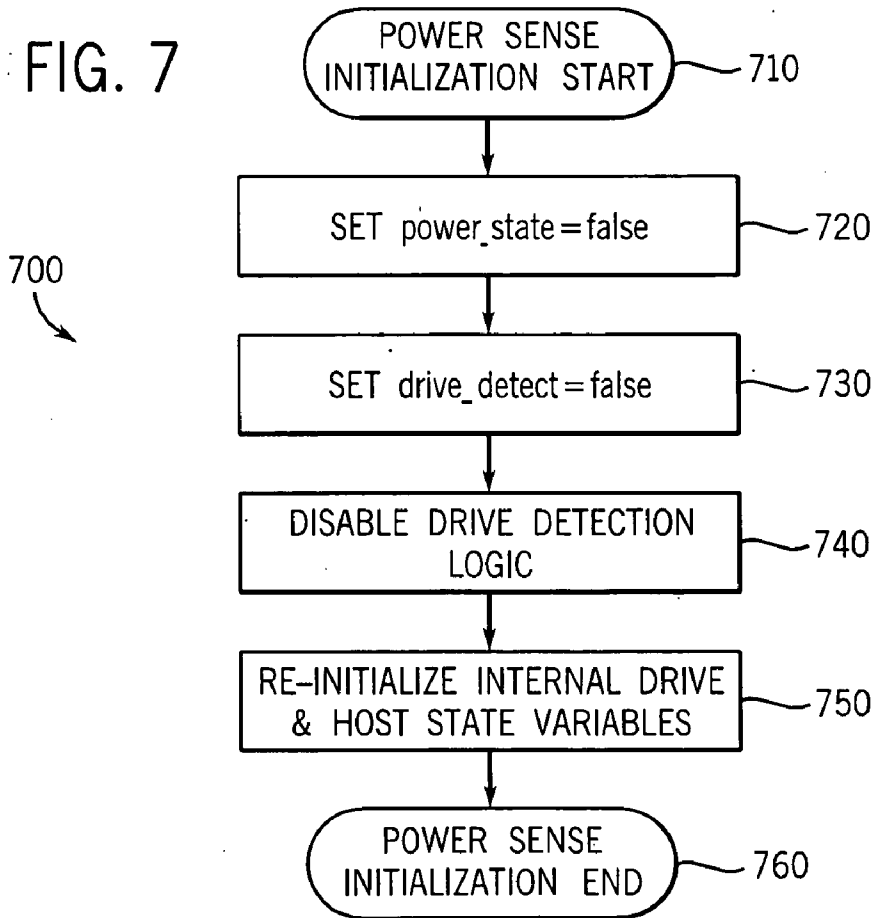 FIG. 7
POWER SENSE
INITIALIZATION START
710
SET power_state=false
720
700
SET drive_detect=false
730
DISABLE DRIVE DETECTION
LOGIC
740
RE-INITIALIZE INTERNAL DRIVE
& HOST STATE VARIABLES
750
POWER SENSE
INITIALIZATION END
760